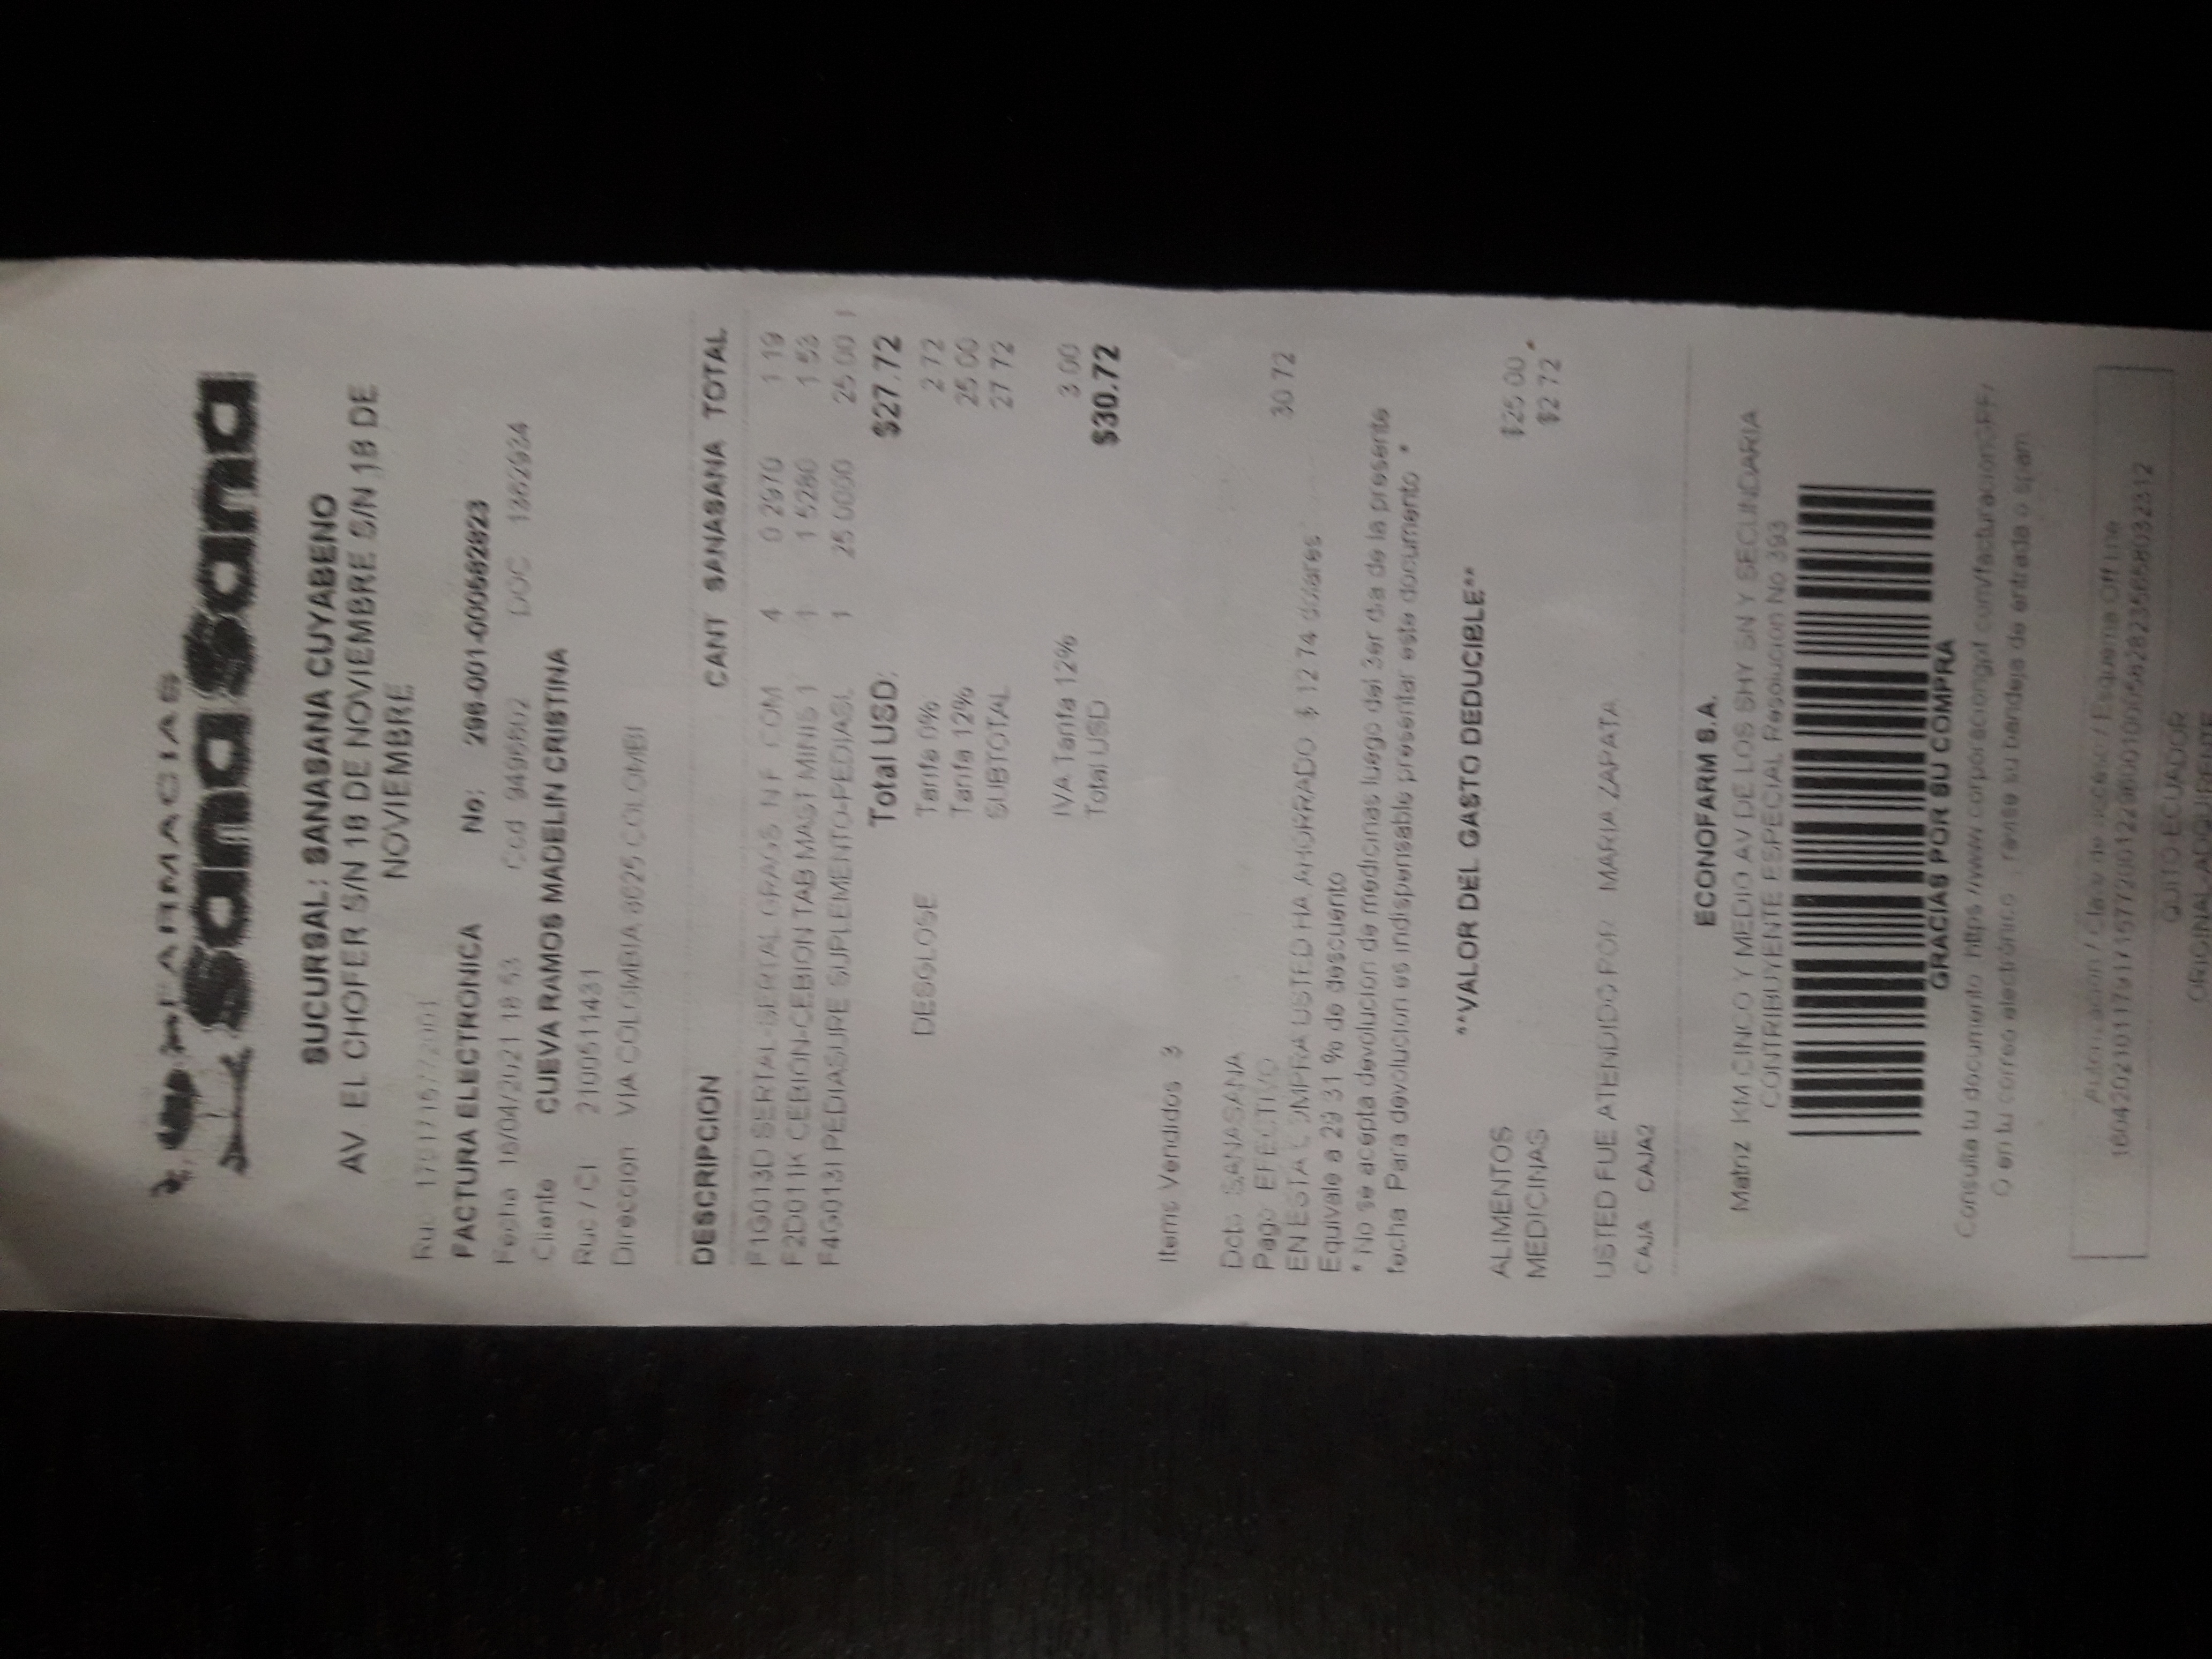 FARMACIAS
SanaSana
SUCURSAL: SANASANA CUYABENO
AV. EL CHOFER S/N 18 DE NOVIEMBRE S/N 18 DE
NOVIEMBRE
Ruc 1791715772001
FACTURA ELECTRONICA No: 296-001-000582823
Fecha 16/04/2021 18 53 Cod DOC 1362934
Cliente CUEVA RAMOS MADELIN CRISTINA
Ruc / CI 2100511431
Direccion VIA COLOMBIA 8625 COLOMBI
DESCRIPCION CANT SANASANA TOTAL
F1G013D SERTAL-SERTAL GRAGS N F COM 4 0.2970 1.19
F2D011K CEBION-CEBION TAB MAST MINIS 1 1 1.5280 1.53
F4G013I PEDIASURE SUPLEMENTO-PEDIASU 1 25.0000 25.00 I
Total USD: $27.72
DESGLOSE Tarifa 0% 2.72
Tarifa 12% 25.00
SUBTOTAL 27.72
IVA Tarifa 12% 3.00
Total USD $30.72
Items Vendidos 3
Dcto SANASANA
Pago EFECTIVO 30.72
EN ESTA COMPRA USTED HA AHORRADO $ 12.74 dolares
Equivale a 29.31 % de descuento
* No se acepta devolucion de medicinas luego del 3er dia de la presente
fecha Para devolucion es indispensable presentar este documento *
**VALOR DEL GASTO DEDUCIBLE**
ALIMENTOS $25.00
MEDICINAS $2.72
USTED FUE ATENDIDO POR MARIA ZAPATA
CAJA CAJA2
ECONOFARM S.A.
Matriz KM CINCO Y MEDIO AV DE LOS SHY SN Y SECUNDARIA
CONTRIBUYENTE ESPECIAL Resolucion No 393
GRACIAS POR SU COMPRA
Consulta tu documento https://www.corporaciongpf.com/facturacionGPF/
O en tu correo electrónico , revise su bandeja de entrada o spam
Autorizacion / Clave de acceso / Esquema Off Line
QUITO-ECUADOR
ORIGINAL-ADQUIRENTE